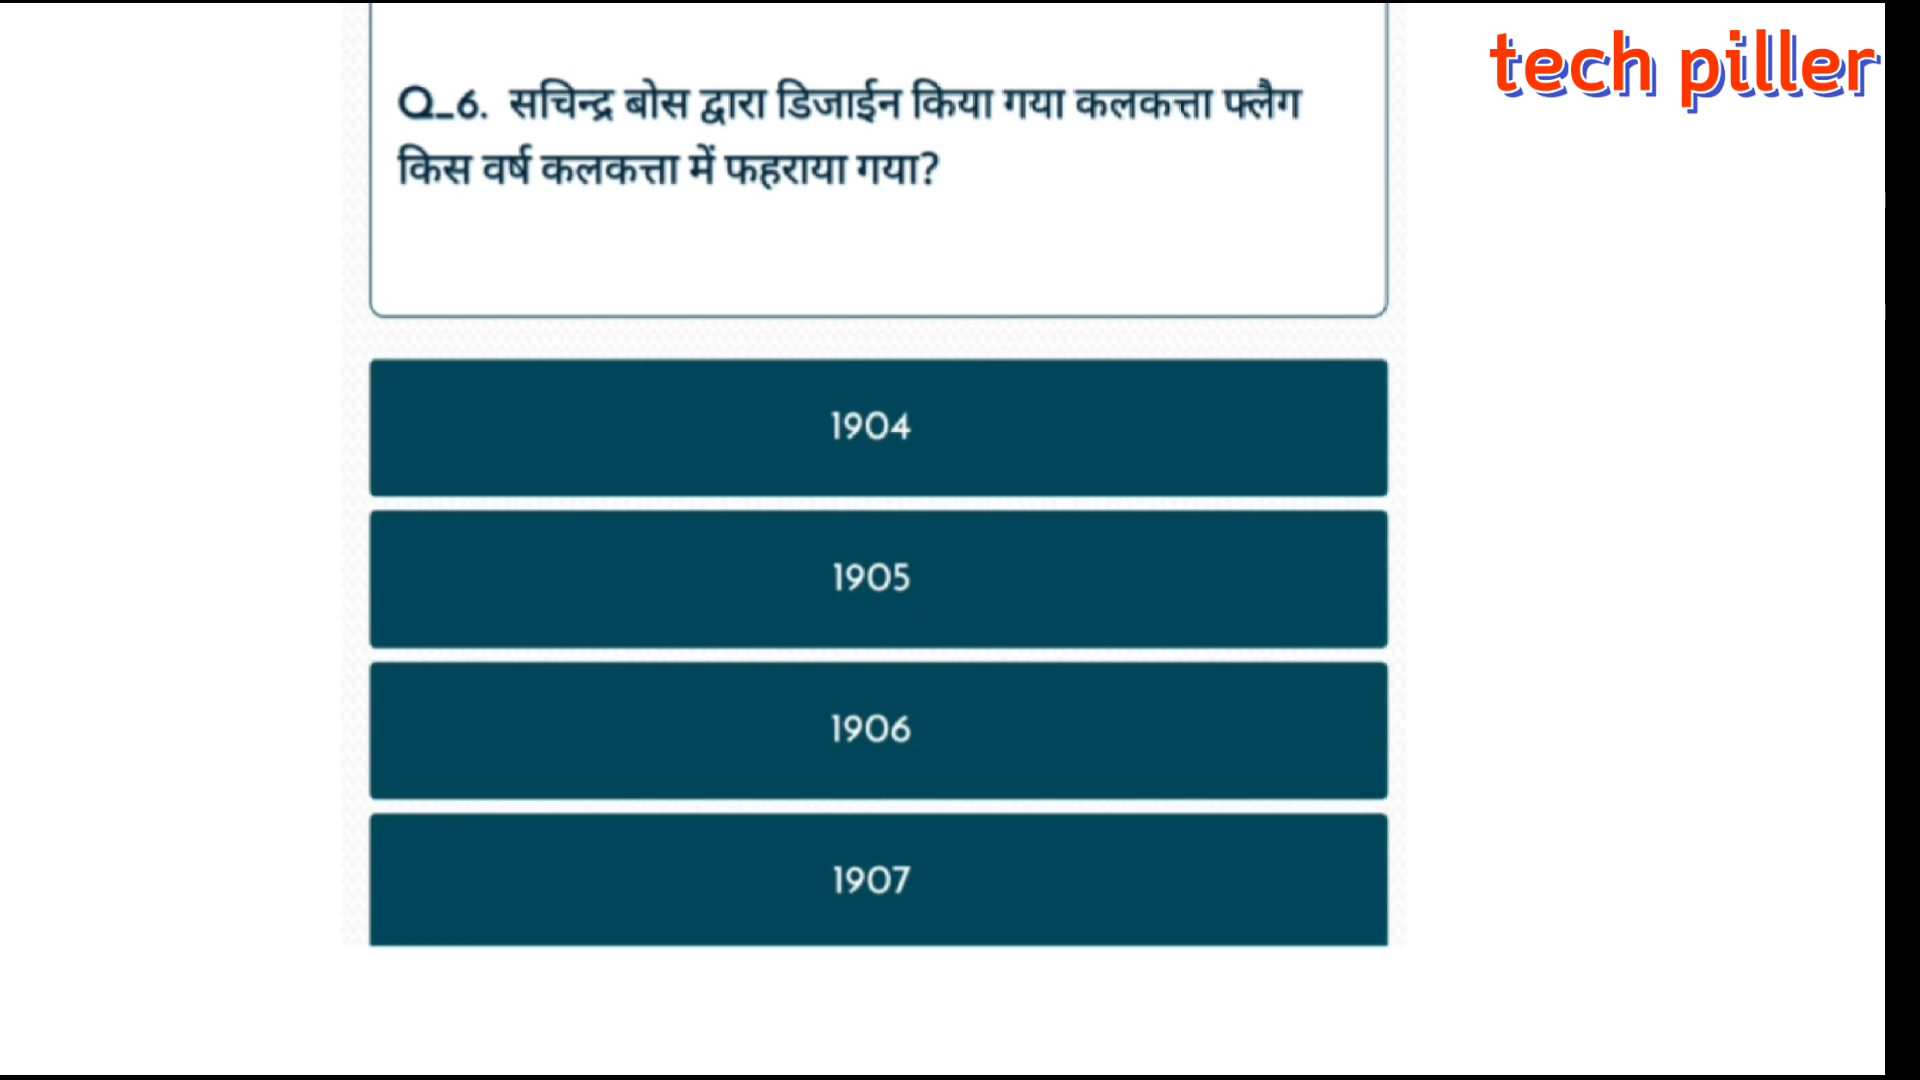 tech piller
Q_6. सचिन्द्र बोस द्वारा डिजाईन किया गया कलकत्ता फ्लैग
किस वर्ष कलकत्ता में फहराया गया?
1904
1905
1906
1907